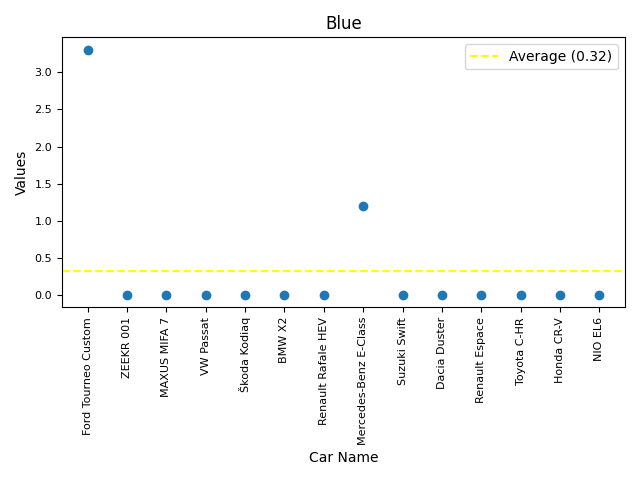 Blue
Average (0.32)
Values
3.0
2.5
2.0
1.5
1.0
0.5
0.0
Ford Tourneo Custom
ZEEKR 001
MAXUS MIFA 7
VW Passat
Škoda Kodiaq
BMW X2
Renault Rafale HEV
Mercedes-Benz E-Class
Suzuki Swift
Dacia Duster
Renault Espace
Toyota C-HR
Honda CR-V
NIO EL6
Car Name